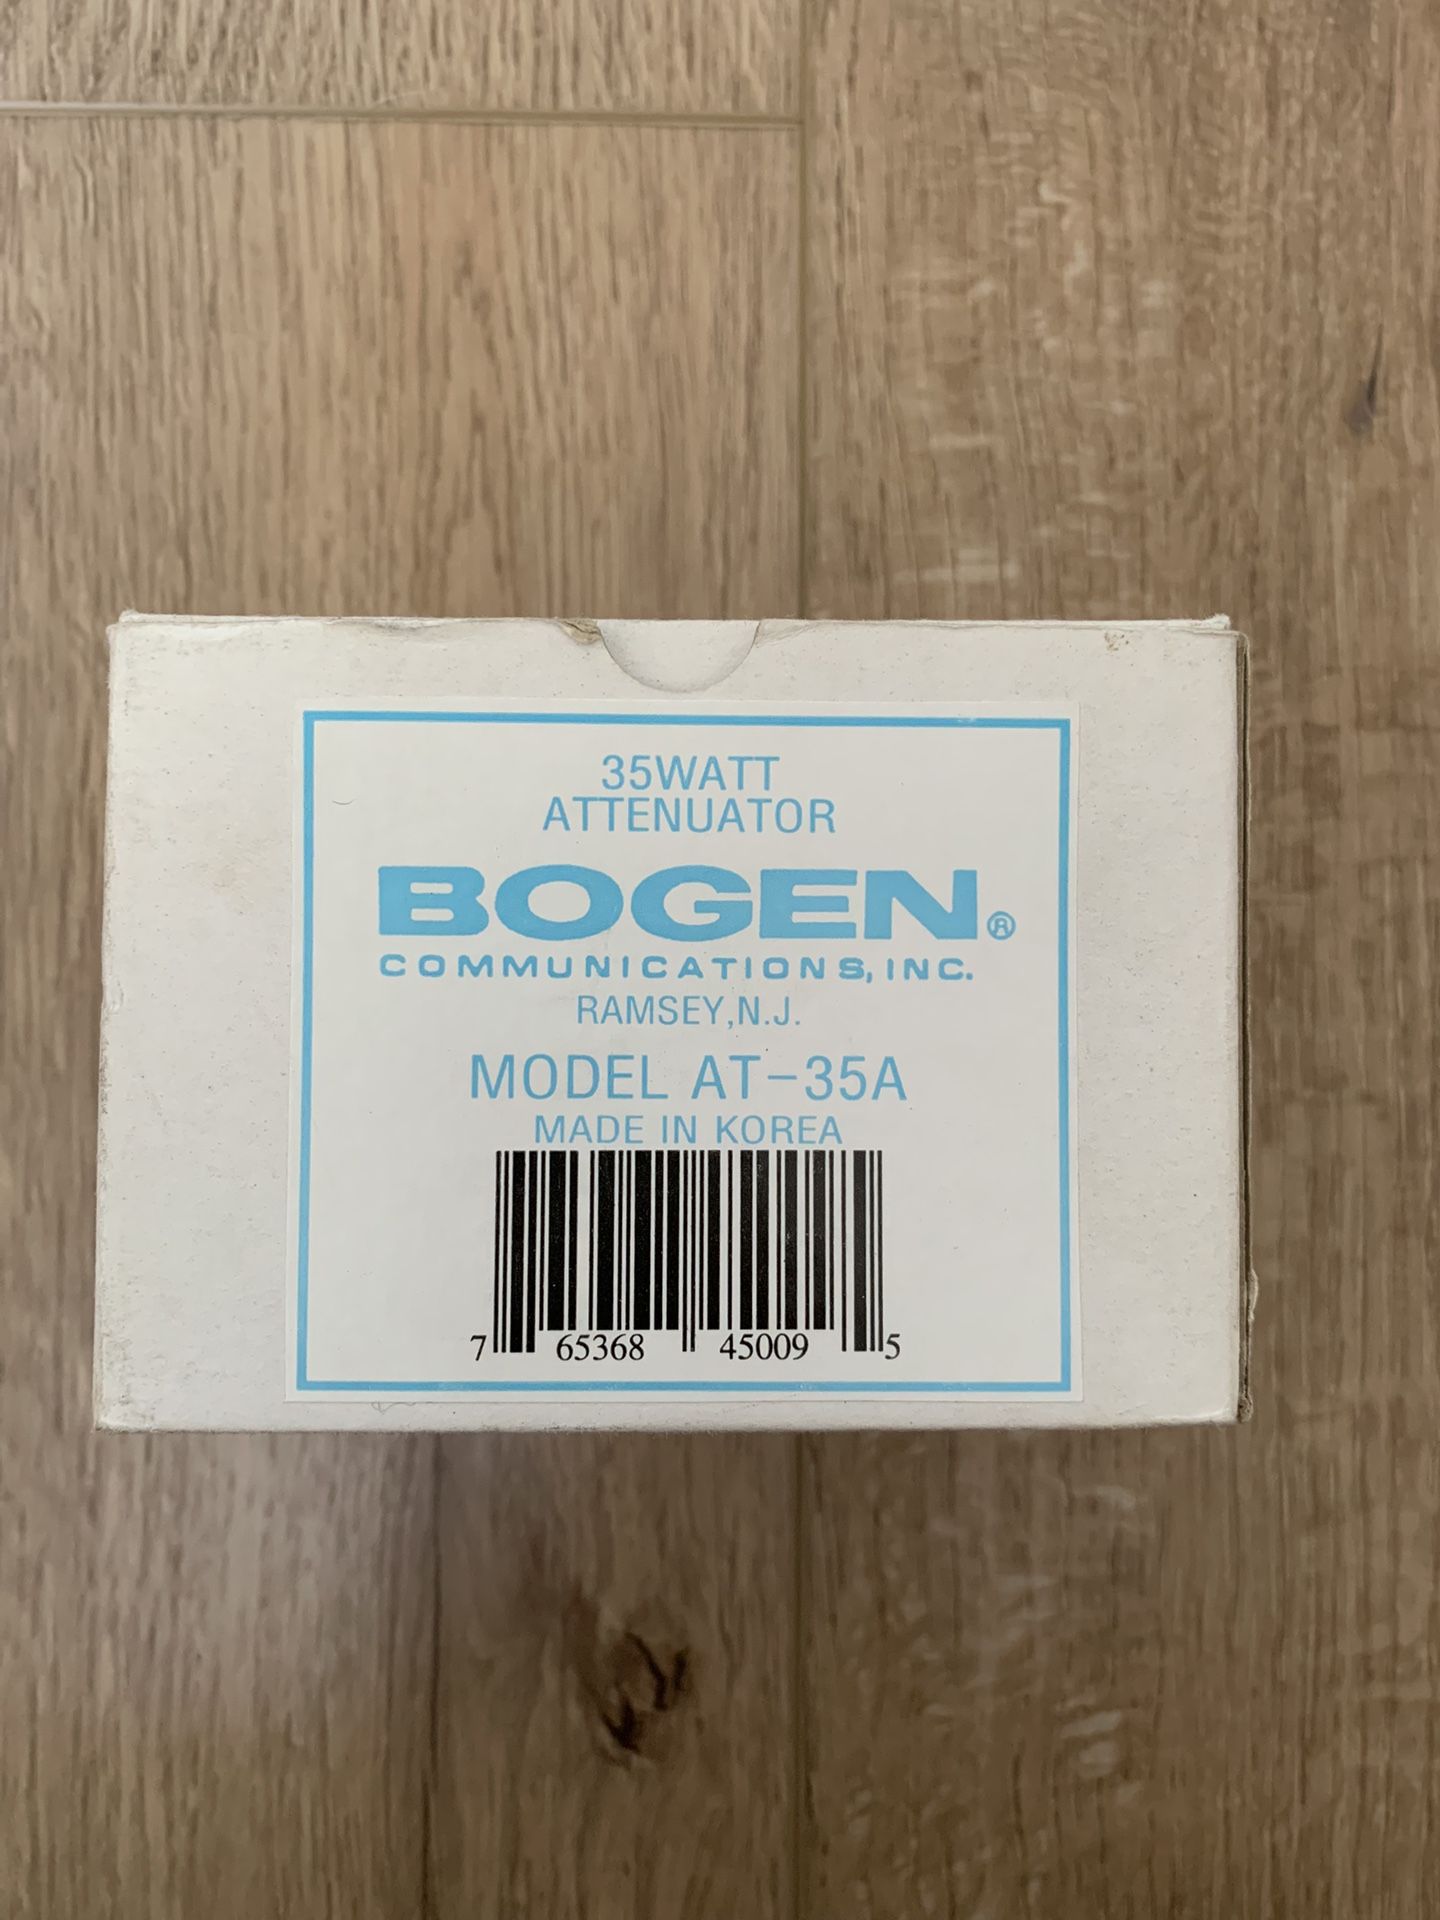 35WATT
ATTENUATOR
BOGEN®
COMMUNICATIONS, INC.
RAMSEY,N.J.
MODEL AT-35A
MADE IN KOREA
7 65368 45009 5